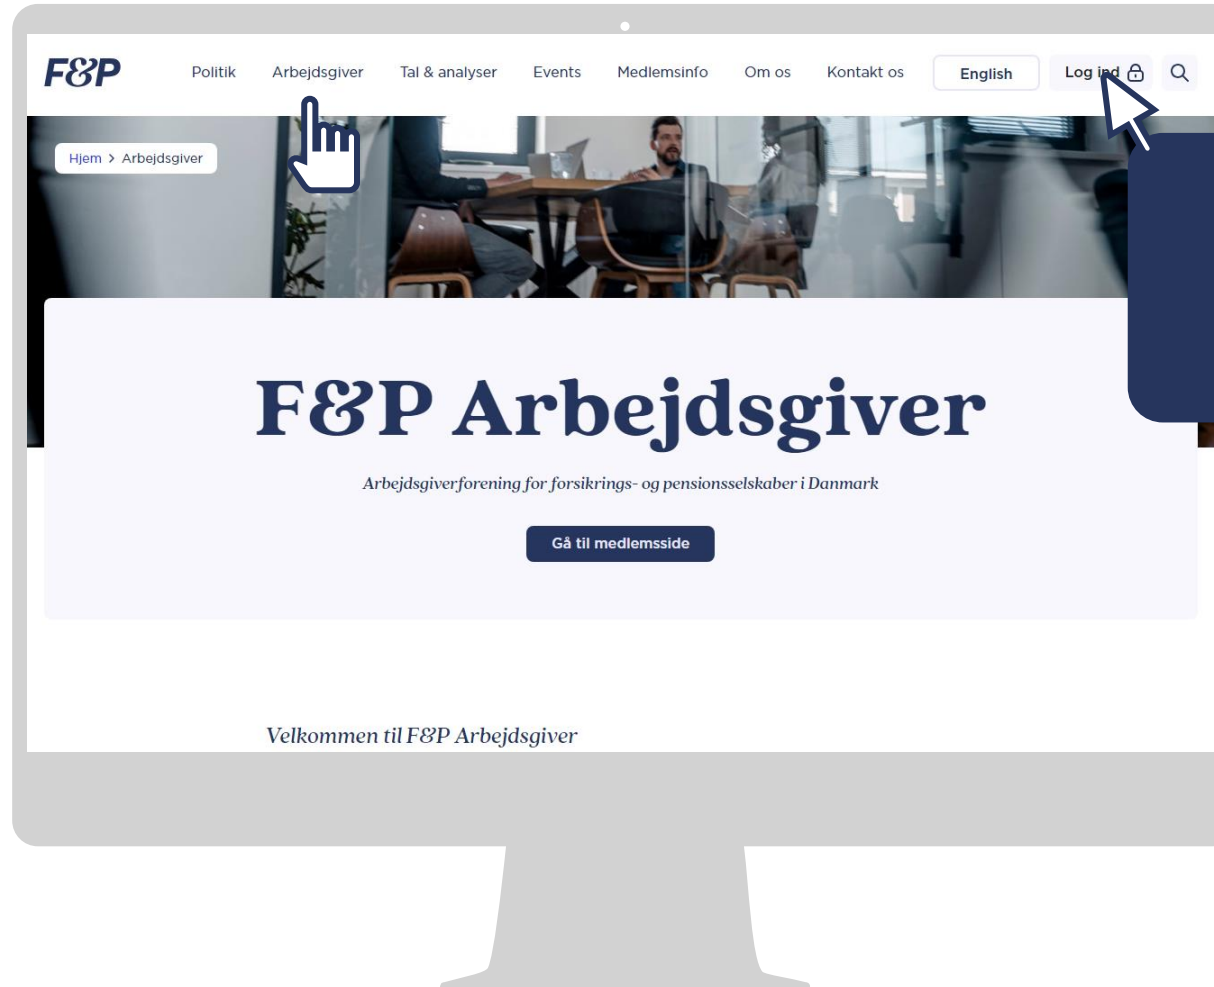 F&P
Politik Arbejdsgiver Tal & analyser Events Medlemsinfo Om os Kontakt os English Log ind
Hjem > Arbejdsgiver
F&P Arbejdsgiver
Arbejdsgiverforening for forsikrings- og pensionsselskaber i Danmark
Gå til medlemsside
Velkommen til F&P Arbejdsgiver